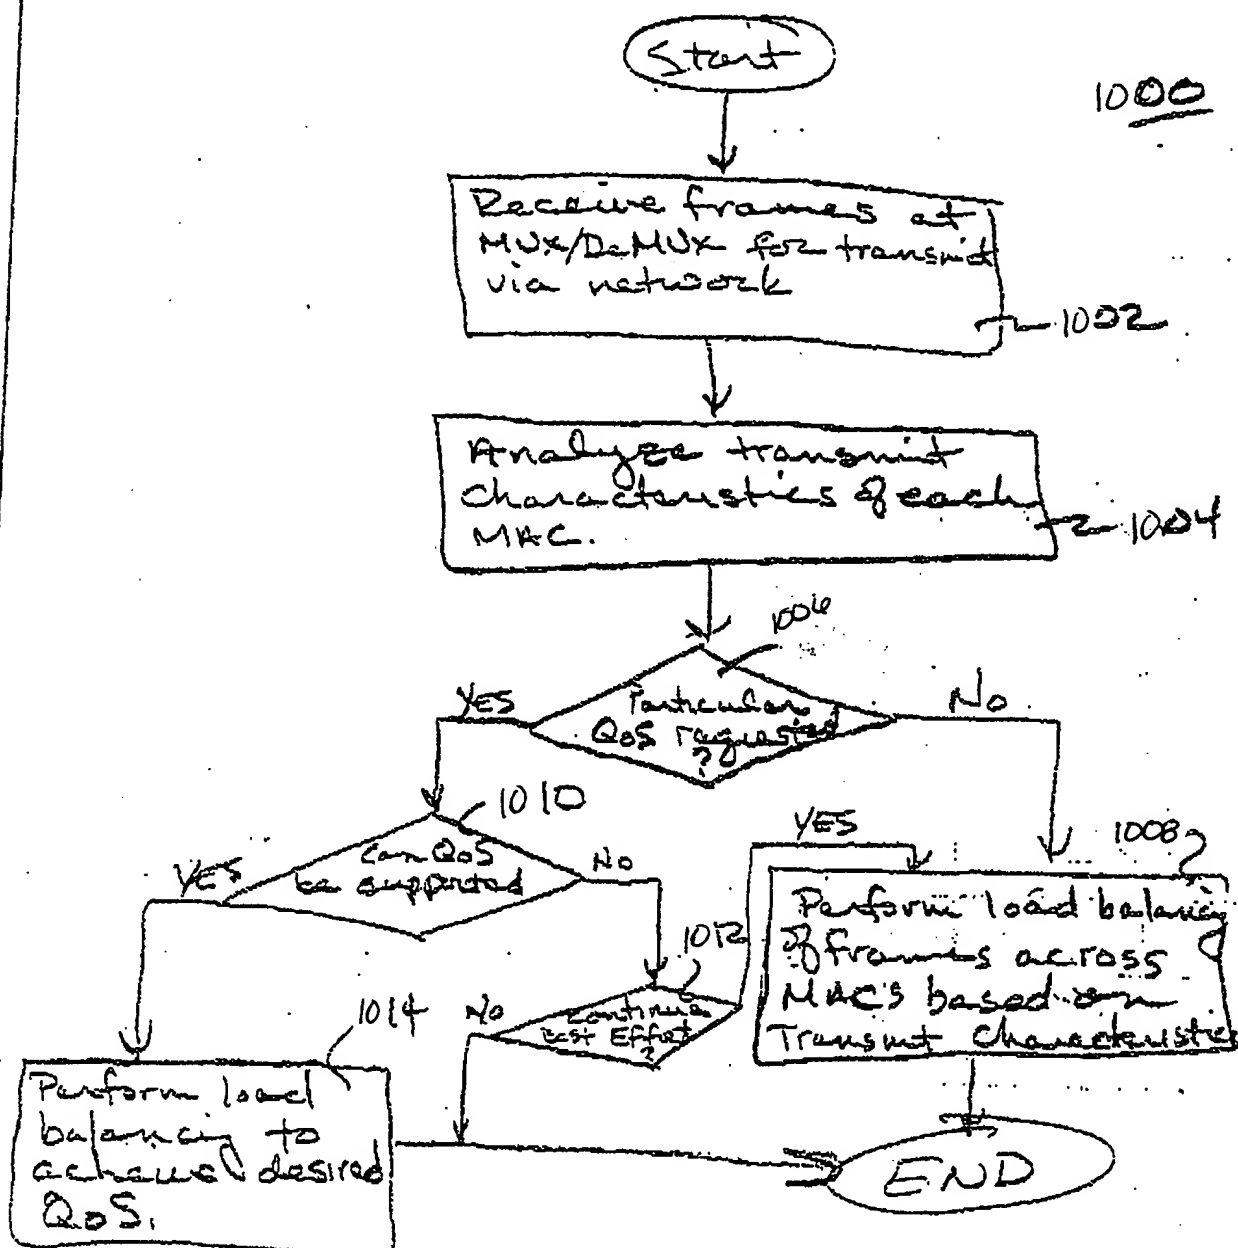 Start
1000
Receive frames at
MUX/DeMUX for transmit
via network
1002
Analyze transmit
Characteristics of each
MAC.
1004
1006
Particular
QoS requested
?
YES
No
1010
Can QoS
be supported
YES
No
1012
Continue
Best Effort
?
No
YES
1008
Perform load balancing
of frames across
MACs based on
Transmit Characteristics
1014
Perform load
balancing to
achieve desired
QoS.
END